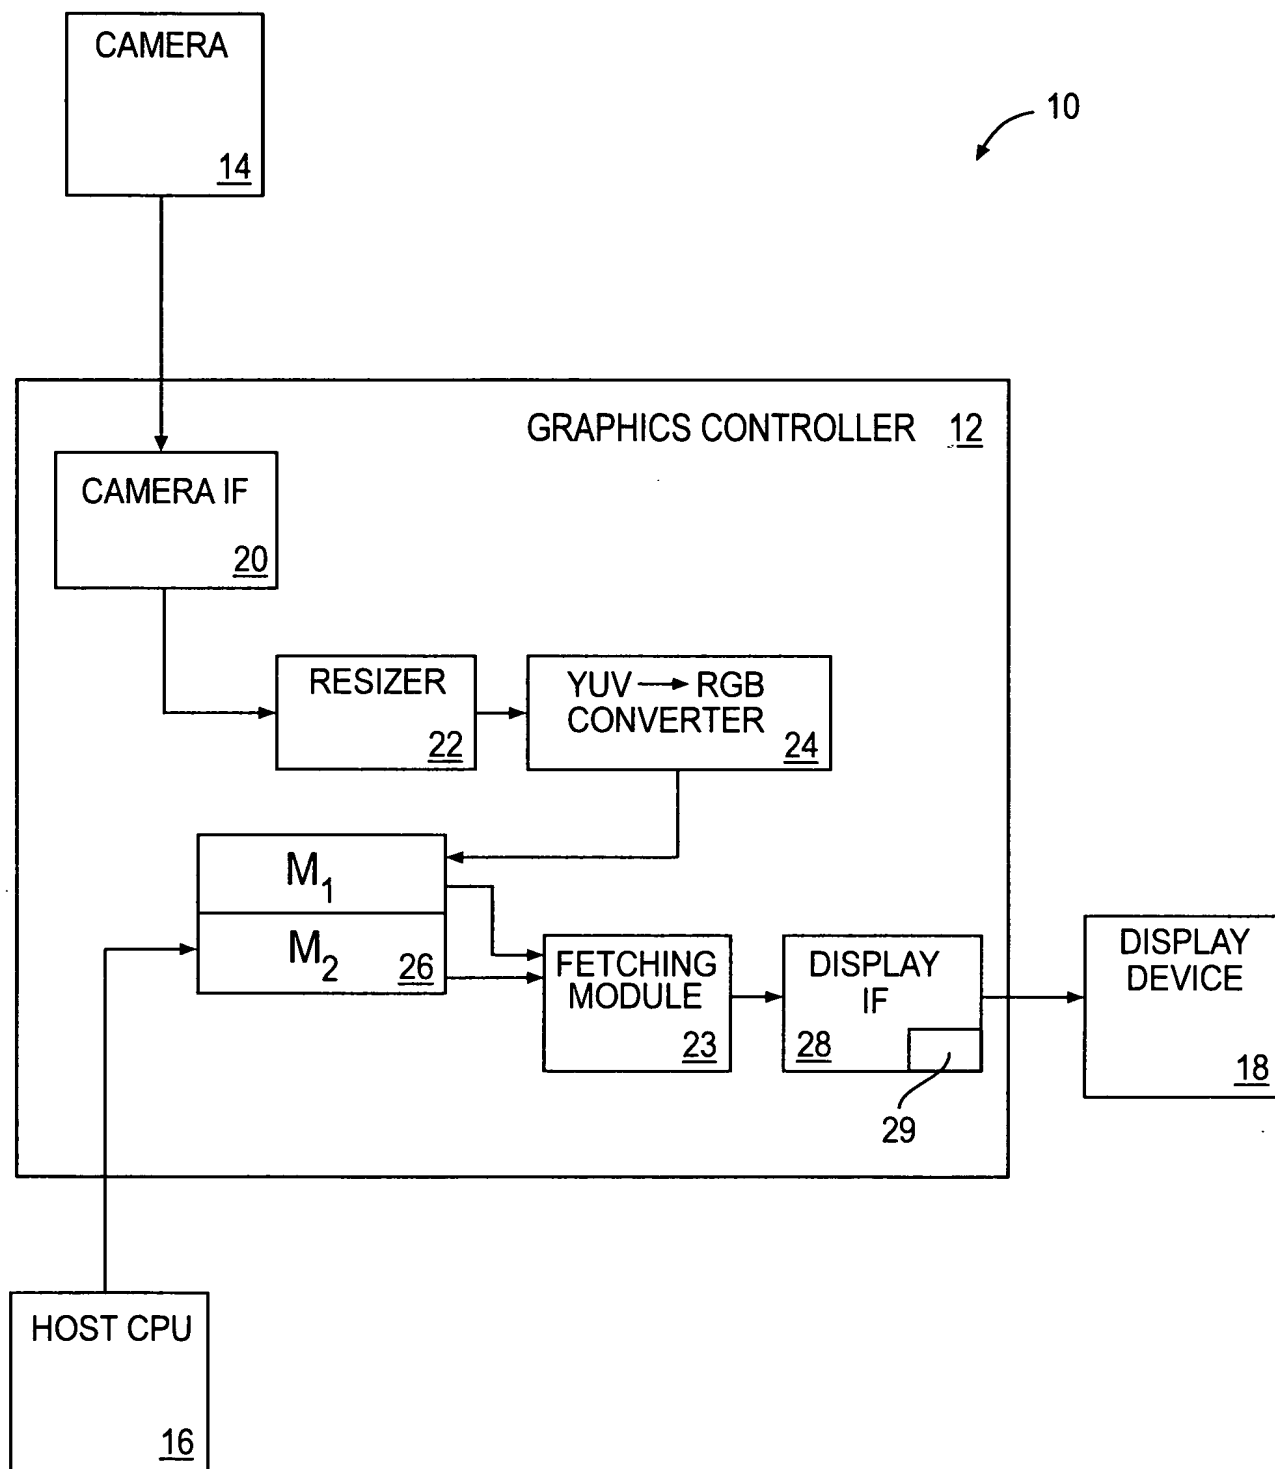 CAMERA
14
10
GRAPHICS CONTROLLER 12
CAMERA IF
20
RESIZER
22
YUV → RGB
CONVERTER
24
M1
M2
26
FETCHING
MODULE
23
DISPLAY
IF
28
29
DISPLAY
DEVICE
18
HOST CPU
16